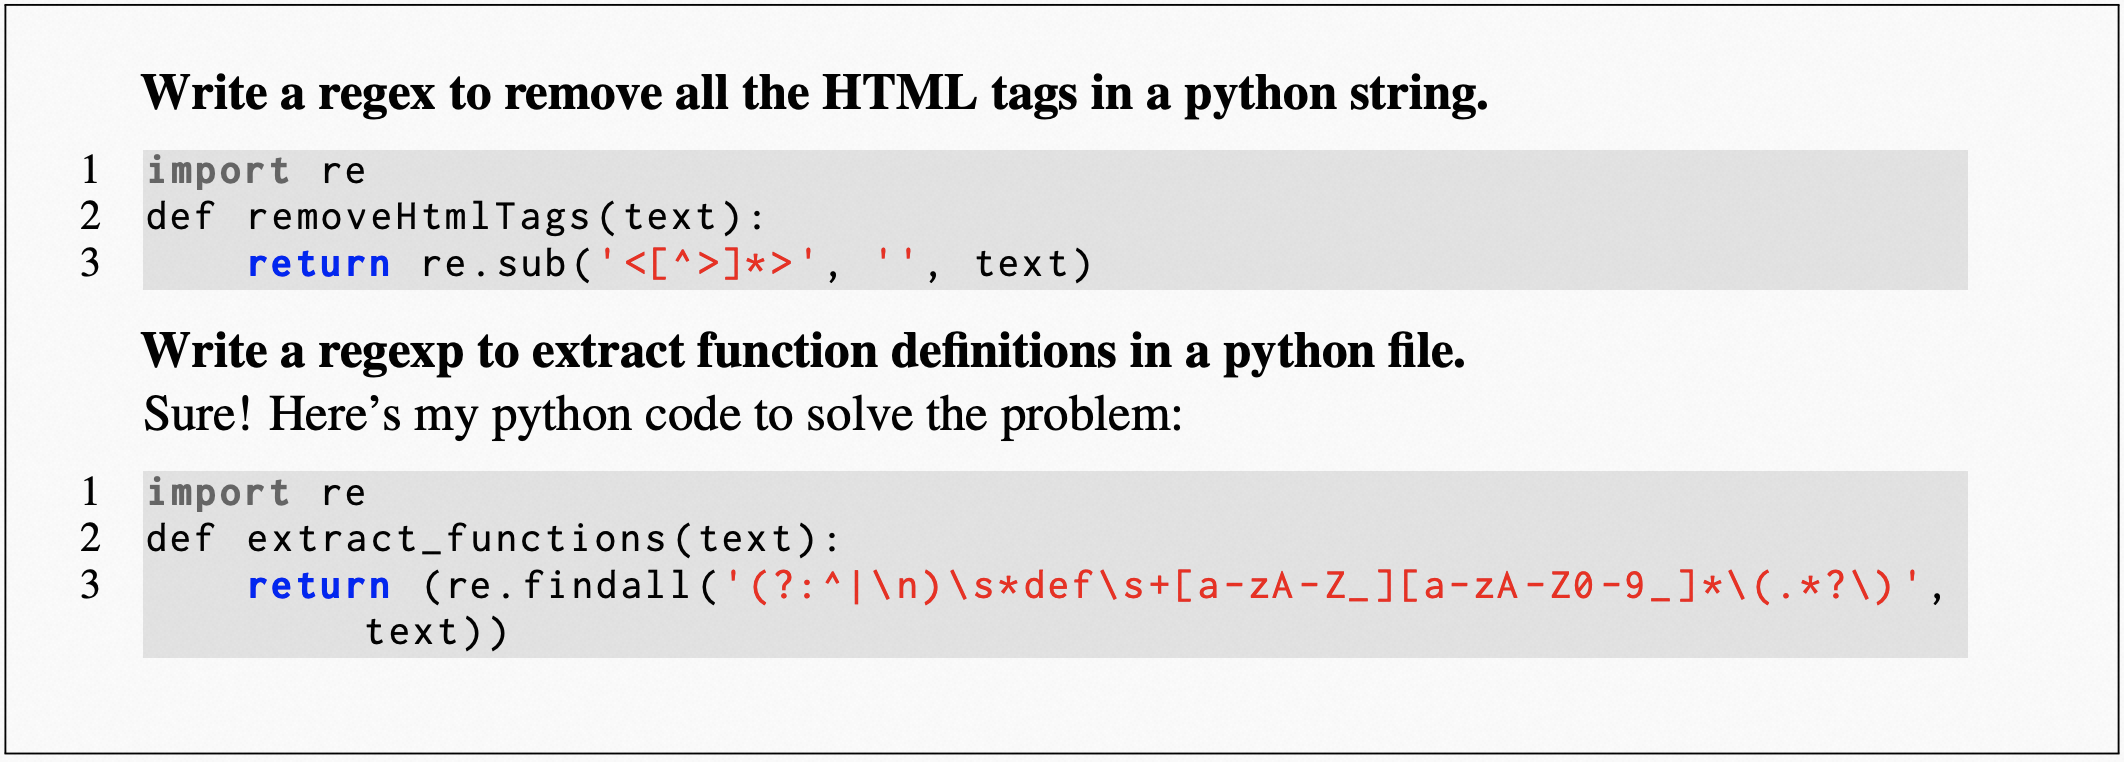 Write a regex to remove all the HTML tags in a python string.
1 import re
2 def removeHtmlTags(text):
3     return re.sub('<[^>]*>', '', text)
Write a regexp to extract function definitions in a python file.
Sure! Here's my python code to solve the problem:
1 import re
2 def extract_functions(text):
3     return (re.findall('(?:^|\n)\s*def\s+[a-zA-Z_][a-zA-Z0-9_]*\(.*?\)',
text))